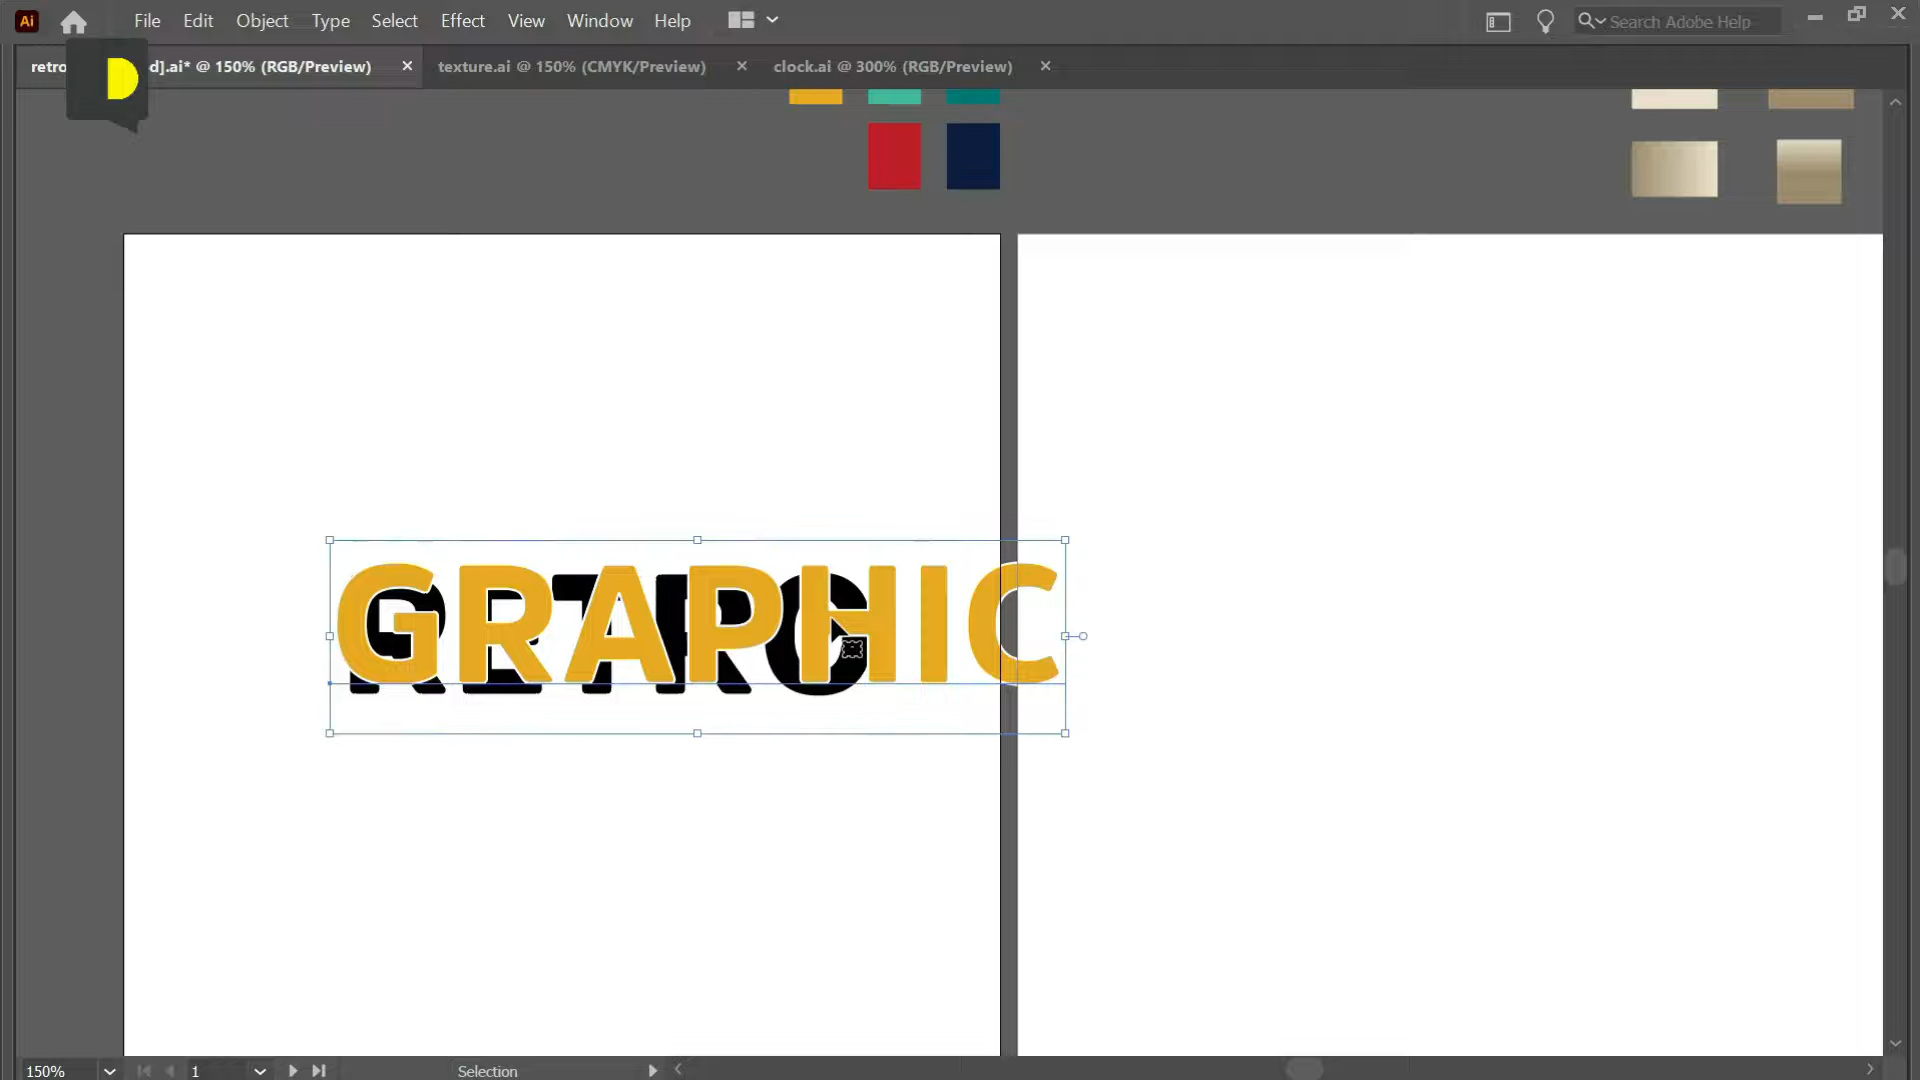 Ai File Edit Object Type Select Effect View Window Help Search Adobe Help
retro d].ai* @ 150% (RGB/Preview) × texture.ai @ 150% (CMYK/Preview) × clock.ai @ 300% (RGB/Preview) ×
GRAPHIC
RETRO
150% 1 Selection